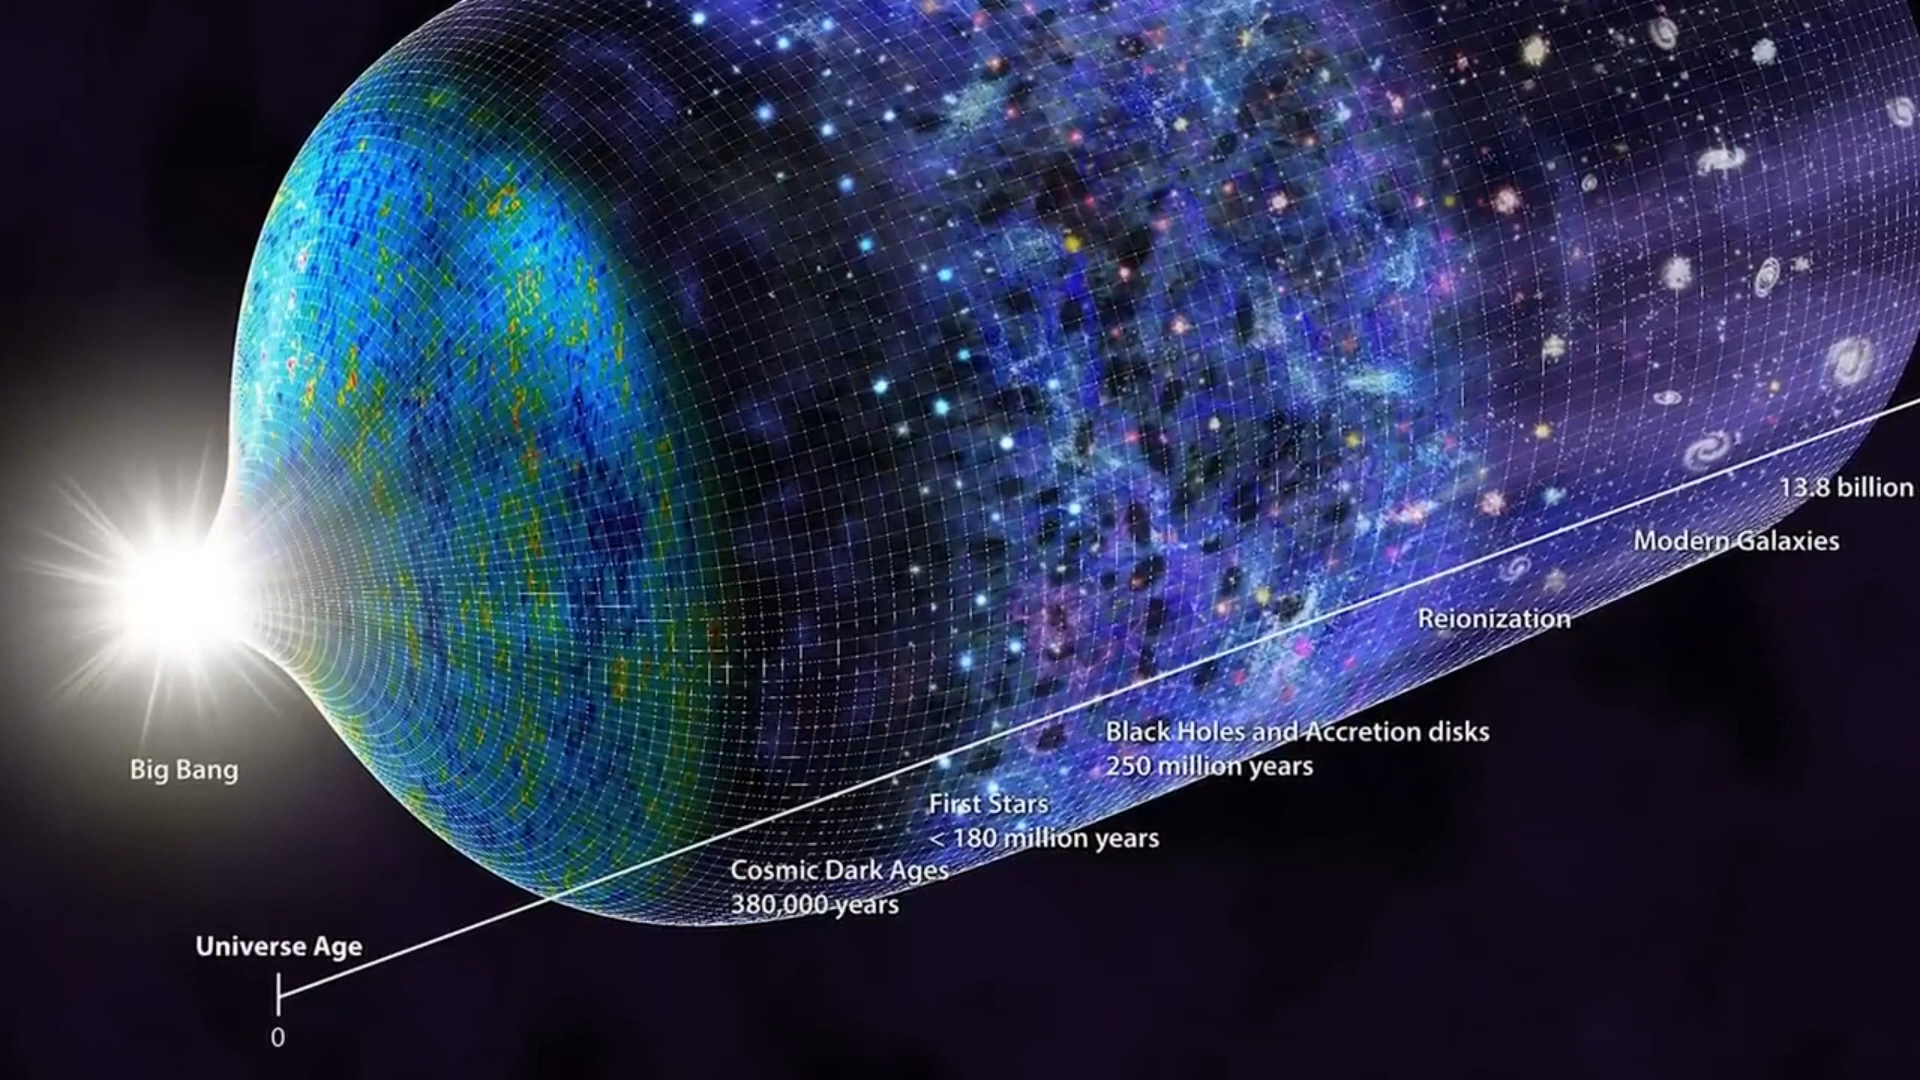 13.8 billion
Modern Galaxies
Reionization
Black Holes and Accretion disks
250 million years
Big Bang
First Stars
< 180 million years
Cosmic Dark Ages
380,000 years
Universe Age
0